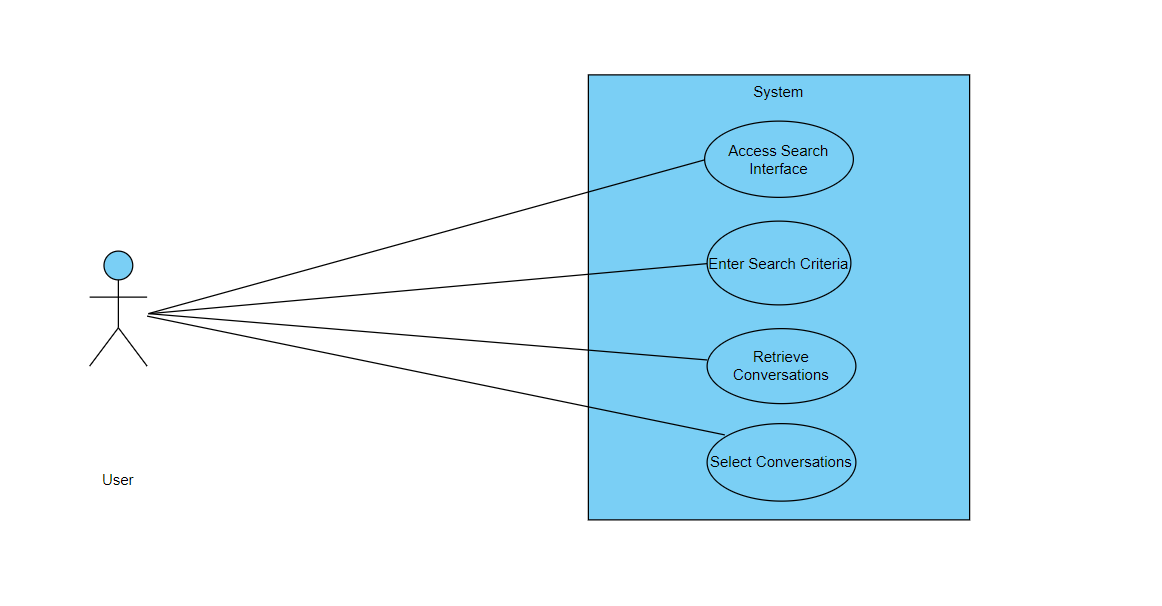 System
Access Search
Interface
Enter Search Criteria
Retrieve
Conversations
Select Conversations
User